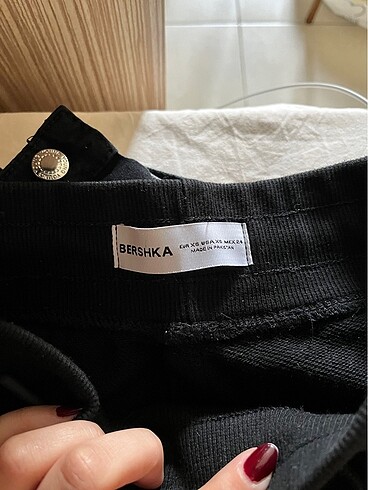 BERSHKA
EUR XS USA XS MEX 24
MADE IN PAKISTAN